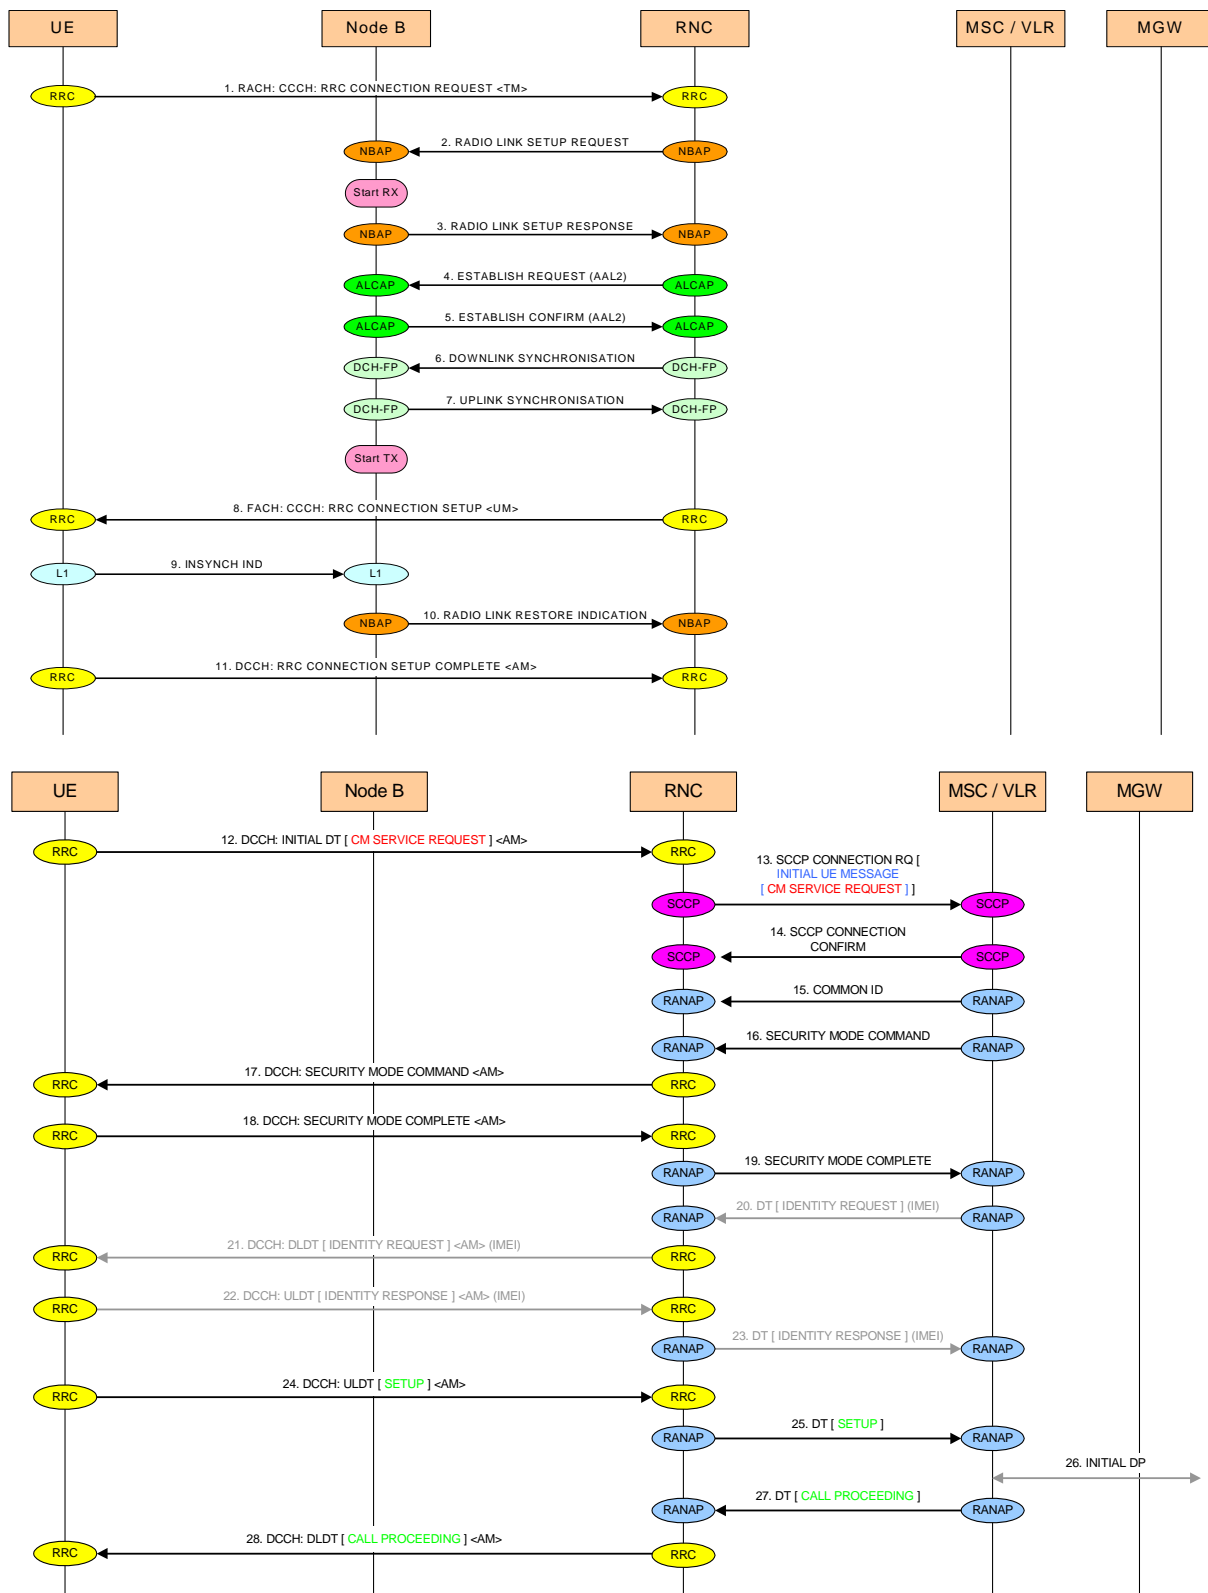 UE
Node B
RNC
MSC / VLR
MGW
1. RACH: CCCH: RRC CONNECTION REQUEST <TM>
RRC
RRC
2. RADIO LINK SETUP REQUEST
NBAP
NBAP
Start RX
3. RADIO LINK SETUP RESPONSE
NBAP
NBAP
4. ESTABLISH REQUEST (AAL2)
ALCAP
ALCAP
5. ESTABLISH CONFIRM (AAL2)
ALCAP
ALCAP
6. DOWNLINK SYNCHRONISATION
DCH-FP
DCH-FP
7. UPLINK SYNCHRONISATION
DCH-FP
DCH-FP
Start TX
8. FACH: CCCH: RRC CONNECTION SETUP <UM>
RRC
RRC
9. INSYNCH IND
L1
L1
10. RADIO LINK RESTORE INDICATION
NBAP
NBAP
11. DCCH: RRC CONNECTION SETUP COMPLETE <AM>
RRC
RRC
UE
Node B
RNC
MSC / VLR
MGW
12. DCCH: INITIAL DT [ CM SERVICE REQUEST ] <AM>
RRC
RRC
13. SCCP CONNECTION RQ [
INITIAL UE MESSAGE
[ CM SERVICE REQUEST ] ]
SCCP
SCCP
14. SCCP CONNECTION
CONFIRM
SCCP
SCCP
15. COMMON ID
RANAP
RANAP
16. SECURITY MODE COMMAND
RANAP
RANAP
17. DCCH: SECURITY MODE COMMAND <AM>
RRC
RRC
18. DCCH: SECURITY MODE COMPLETE <AM>
RRC
RRC
19. SECURITY MODE COMPLETE
RANAP
RANAP
20. DT [ IDENTITY REQUEST ] (IMEI)
RANAP
RANAP
21. DCCH: DLDT [ IDENTITY REQUEST ] <AM> (IMEI)
RRC
RRC
22. DCCH: ULDT [ IDENTITY RESPONSE ] <AM> (IMEI)
RRC
RRC
23. DT [ IDENTITY RESPONSE ] (IMEI)
RANAP
RANAP
24. DCCH: ULDT [ SETUP ] <AM>
RRC
RRC
25. DT [ SETUP ]
RANAP
RANAP
26. INITIAL DP
27. DT [ CALL PROCEEDING ]
RANAP
RANAP
28. DCCH: DLDT [ CALL PROCEEDING ] <AM>
RRC
RRC